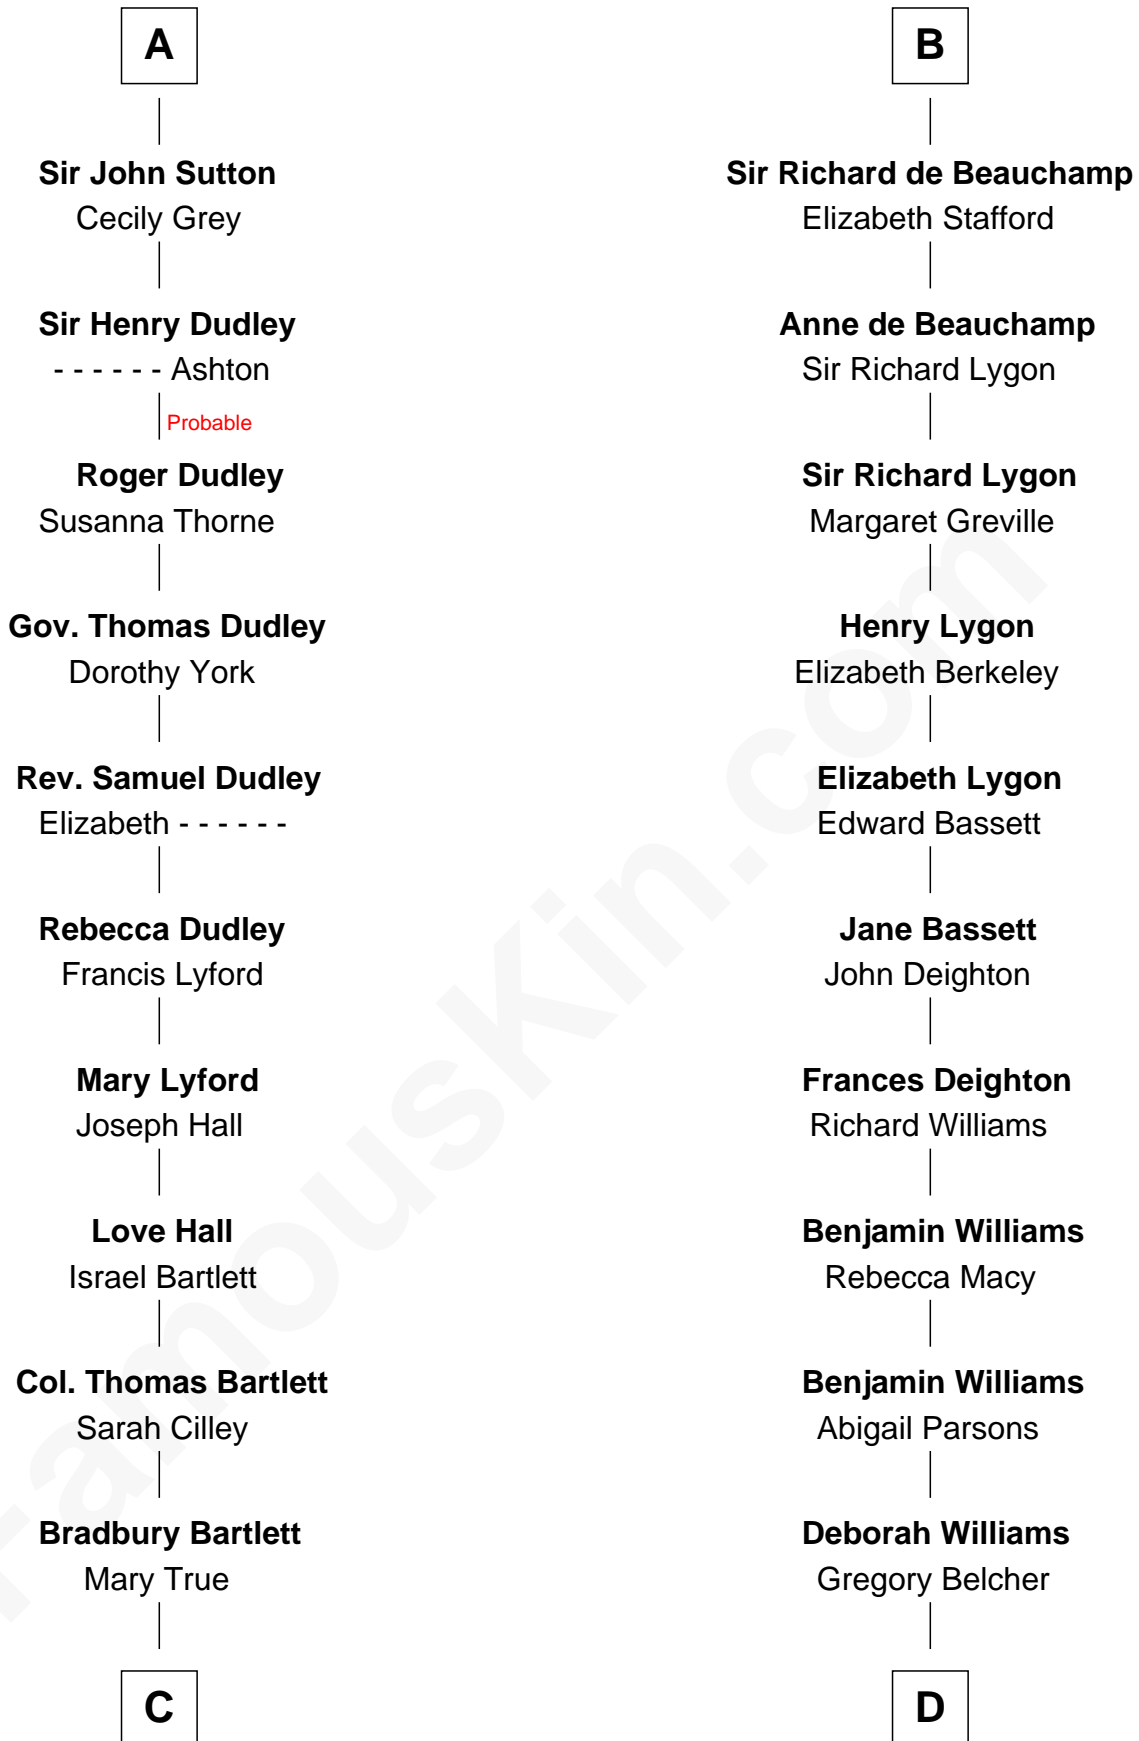 A
Sir John Sutton
Cecily Grey
Sir Henry Dudley
- - - - - - Ashton
Probable
Roger Dudley
Susanna Thorne
Gov. Thomas Dudley
Dorothy York
Rev. Samuel Dudley
Elizabeth - - - - - -
Rebecca Dudley
Francis Lyford
Mary Lyford
Joseph Hall
Love Hall
Israel Bartlett
Col. Thomas Bartlett
Sarah Cilley
Bradbury Bartlett
Mary True
C
B
Sir Richard de Beauchamp
Elizabeth Stafford
Anne de Beauchamp
Sir Richard Lygon
Sir Richard Lygon
Margaret Greville
Henry Lygon
Elizabeth Berkeley
Elizabeth Lygon
Edward Bassett
Jane Bassett
John Deighton
Frances Deighton
Richard Williams
Benjamin Williams
Rebecca Macy
Benjamin Williams
Abigail Parsons
Deborah Williams
Gregory Belcher
D
FamousKin.com